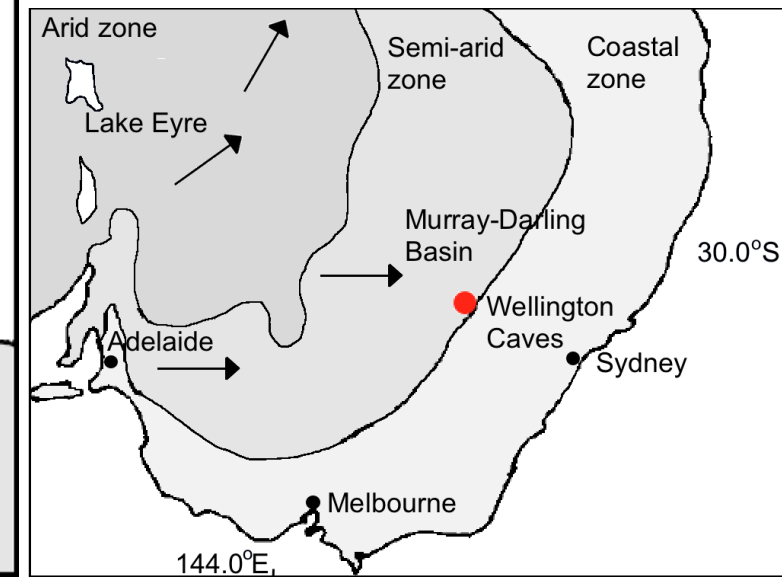 Arid zone
Semi-arid
zone
Coastal
zone
Lake Eyre
Murray-Darling
Basin
30.0°S
Wellington
Caves
Adelaide
Sydney
Melbourne
144.0°E